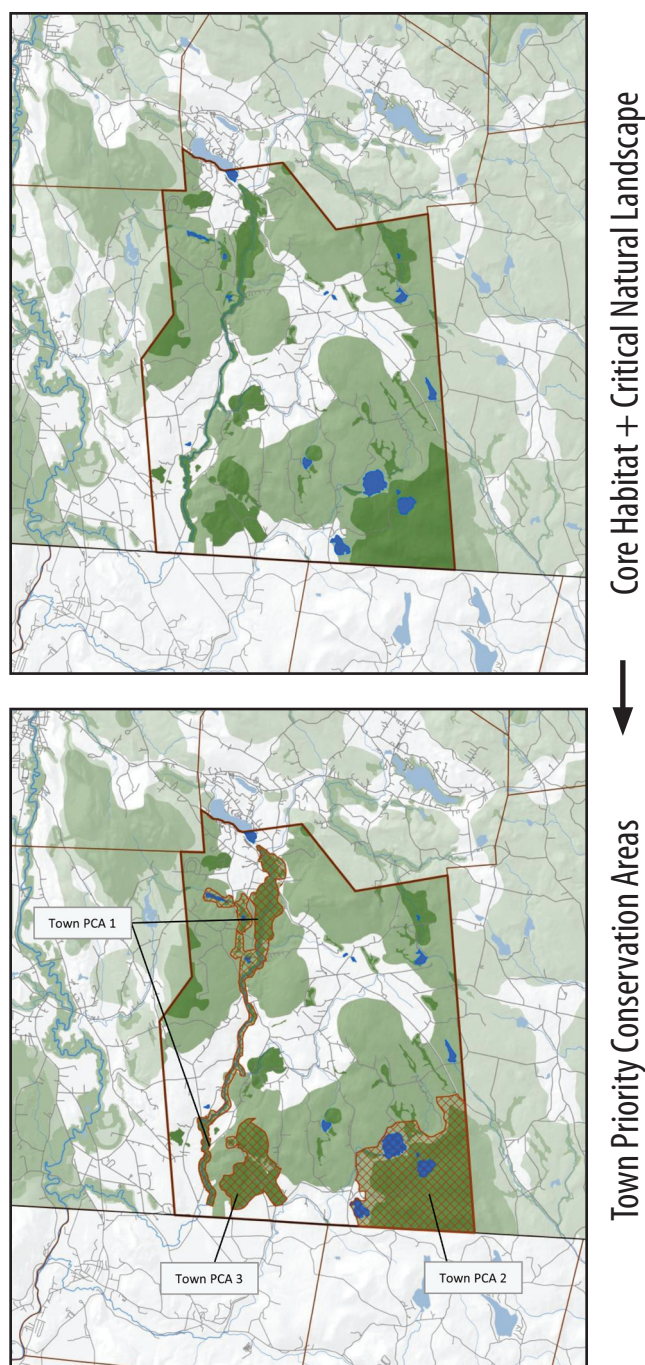 Core Habitat + Critical Natural Landscape
Town Priority Conservation Areas
Town PCA 1
Town PCA 3
Town PCA 2